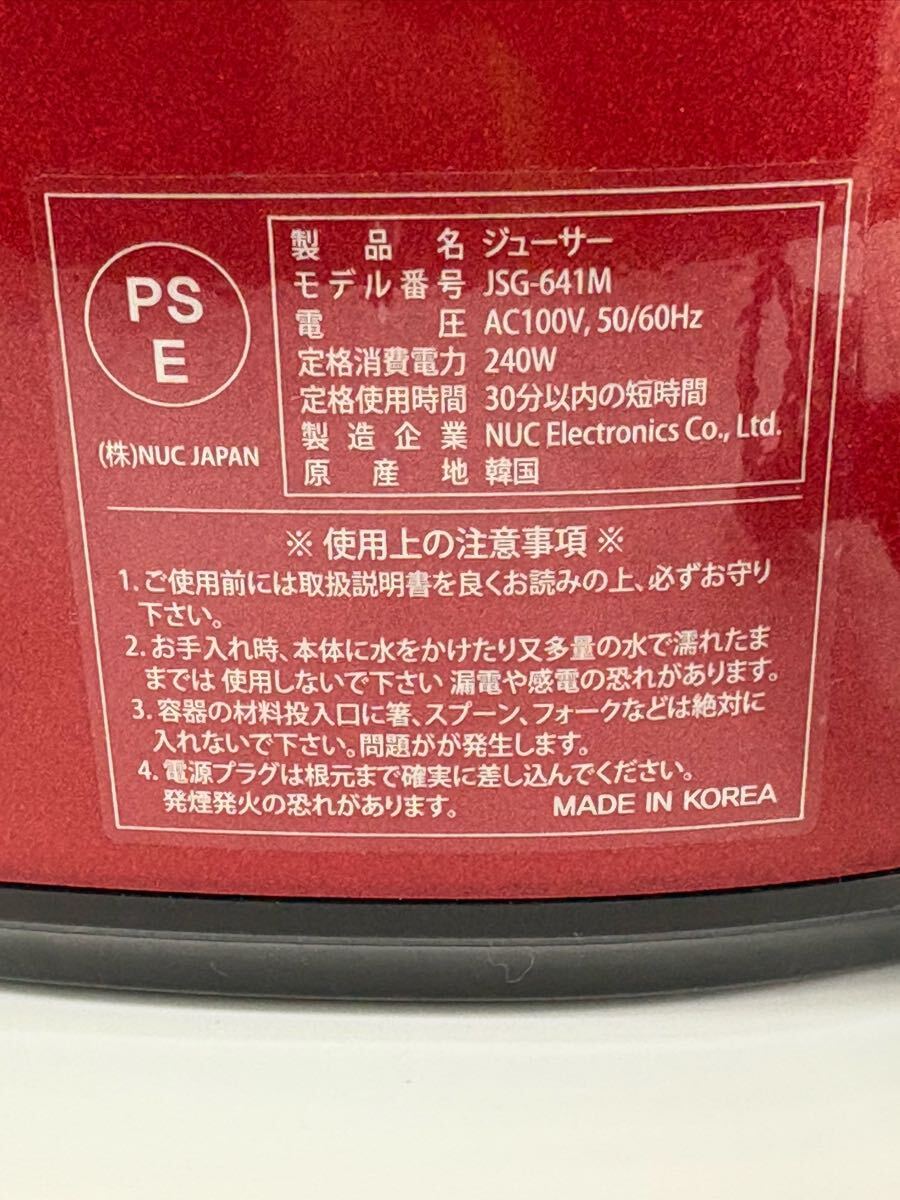 PS
E
(株)NUC JAPAN
製品名 ジューサー
モデル番号 JSG-641M
電圧 AC100V, 50/60Hz
定格消費電力 240W
定格使用時間 30分以内の短時間
製造企業 NUC Electronics Co., Ltd.
原産地 韓国
※ 使用上の注意事項 ※
1. ご使用前には取扱説明書を良くお読みの上、必ずお守り
下さい。
2. お手入れ時、本体に水をかけたり又多量の水で濡れたま
までは 使用しないで下さい 漏電や感電の恐れがあります。
3. 容器の材料投入口に箸、スプーン、フォークなどは絶対に
入れないで下さい。問題がが発生します。
4. 電源プラグは根元まで確実に差し込んでください。
発煙発火の恐れがあります。
MADE IN KOREA